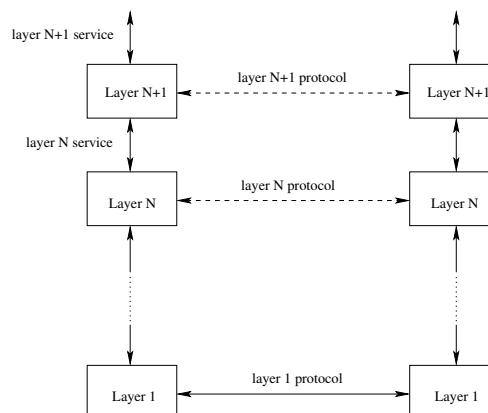 layer N+1 service
layer N+1 protocol
Layer N+1
Layer N+1
layer N service
layer N protocol
Layer N
Layer N
layer 1 protocol
Layer 1
Layer 1